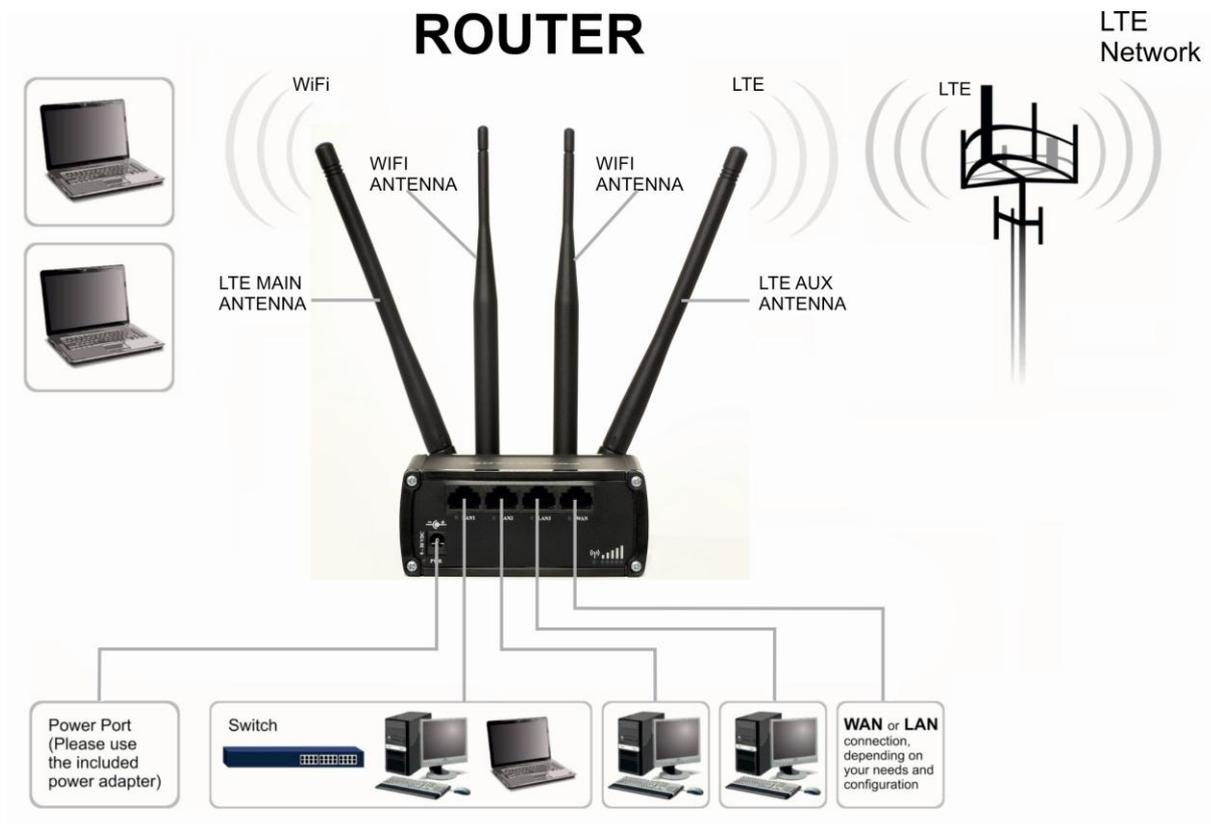 ROUTER
LTE
Network
WiFi
LTE
LTE
WIFI
ANTENNA
WIFI
ANTENNA
LTE MAIN
ANTENNA
LTE AUX
ANTENNA
LAN1
LAN2
LAN3
WAN
PWR
Power Port
(Please use
the included
power adapter)
Switch
WAN or LAN
connection,
depending on
your needs and
configuration